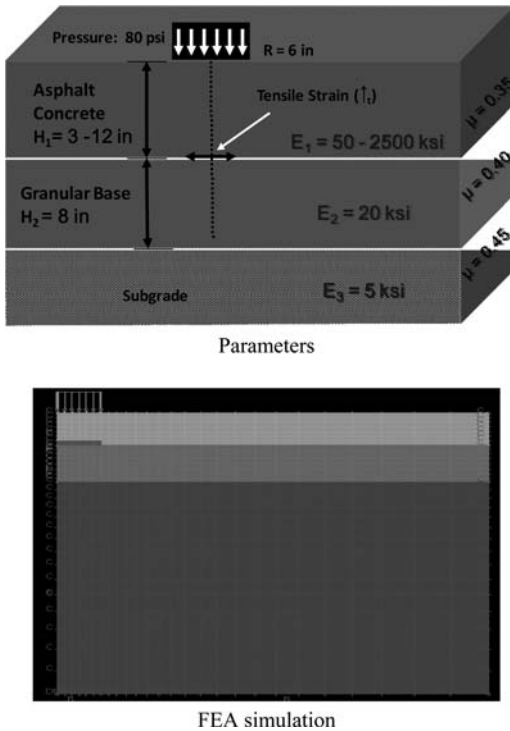 Pressure: 80 psi
R = 6 in
Asphalt
Concrete
H₁= 3 -12 in
Tensile Strain (↑ₜ)
E₁ = 50 - 2500 ksi
μ = 0.35
Granular Base
H₂ = 8 in
E₂ = 20 ksi
μ = 0.40
Subgrade
E₃ = 5 ksi
μ = 0.45
Parameters
FEA simulation